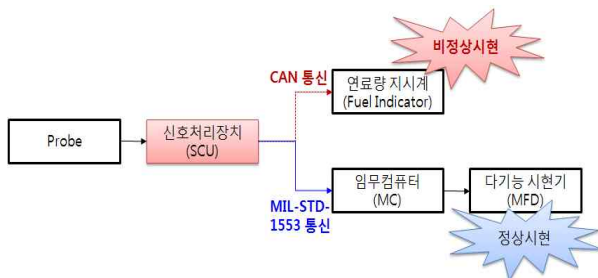 비정상시현
CAN 통신
연료량 지시계
(Fuel Indicator)
Probe
신호처리장치
(SCU)
임무컴퓨터
(MC)
다기능 시현기
(MFD)
MIL-STD-
1553 통신
정상시현